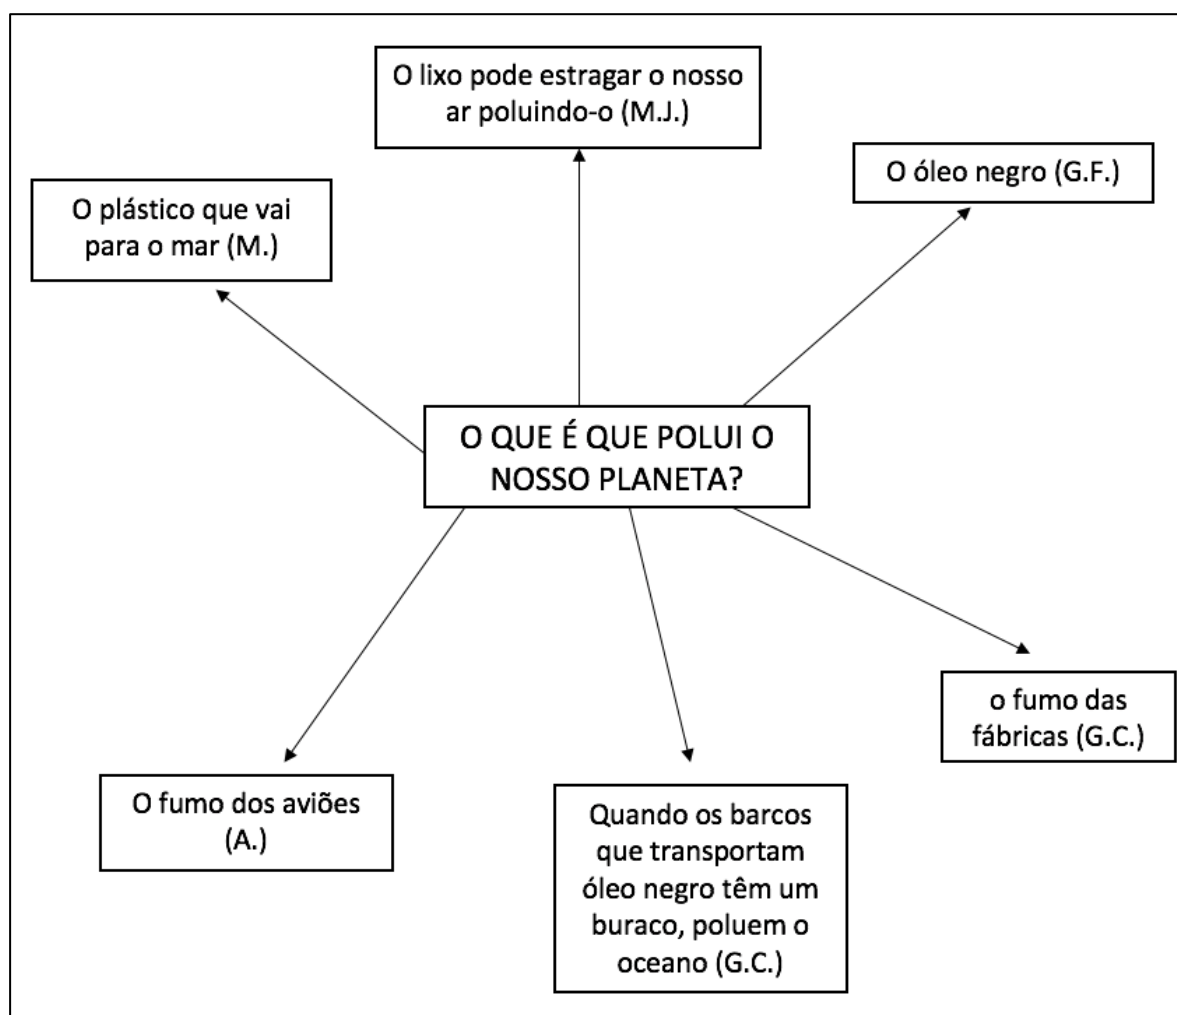 O lixo pode estragar o nosso
ar poluindo-o (M.J.)
O óleo negro (G.F.)
O plástico que vai
para o mar (M.)
O QUE É QUE POLUI O
NOSSO PLANETA?
o fumo das
fábricas (G.C.)
O fumo dos aviões
(A.)
Quando os barcos
que transportam
óleo negro têm um
buraco, poluem o
oceano (G.C.)